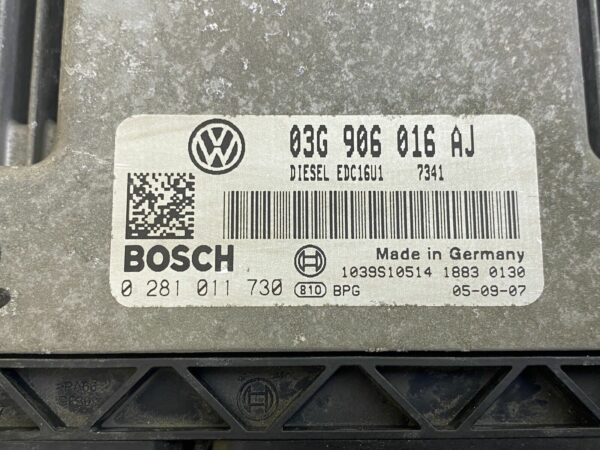 03G 906 016 AJ
DIESEL EDC16U1 7341
BOSCH
Made in Germany
1039S10514 1883 0130
0 281 011 730 810 BPG 05-09-07